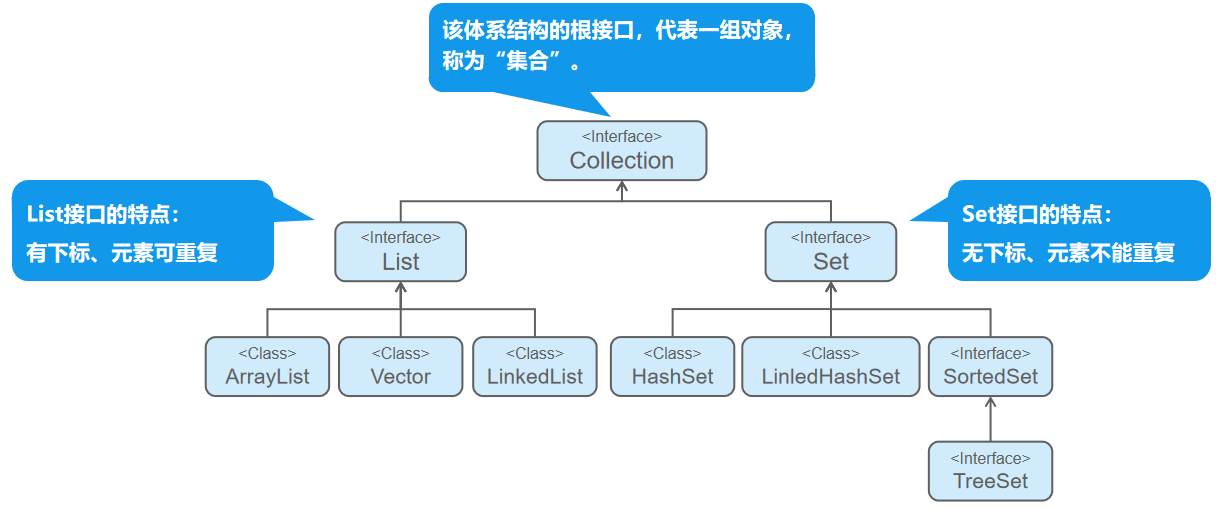 该体系结构的根接口，代表一组对象，
称为“集合”。
<Interface>
Collection
List接口的特点：
有下标、元素可重复
<Interface>
List
<Interface>
Set
Set接口的特点：
无下标、元素不能重复
<Class>
ArrayList
<Class>
Vector
<Class>
LinkedList
<Class>
HashSet
<Class>
LinledHashSet
<Interface>
SortedSet
<Interface>
TreeSet